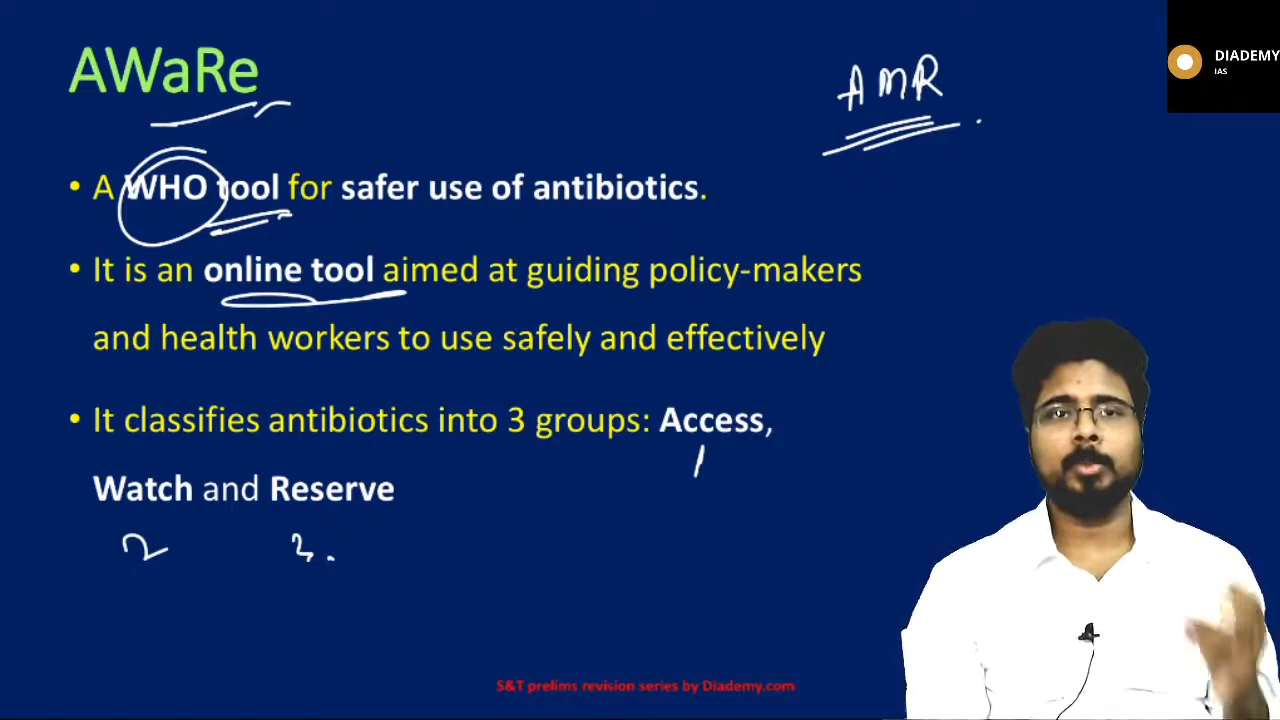 AWaRe
AMR
DIADEMY
IAS
• A WHO tool for safer use of antibiotics.
• It is an online tool aimed at guiding policy-makers
and health workers to use safely and effectively
• It classifies antibiotics into 3 groups: Access,
1
Watch and Reserve
2 3.
S&T prelims revision series by Diademy.com